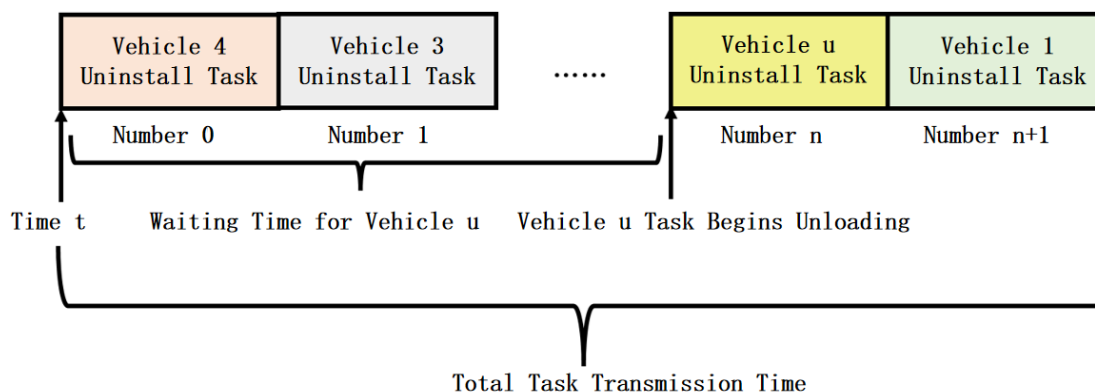 Vehicle 4
Uninstall Task
Vehicle 3
Uninstall Task
……
Vehicle u
Uninstall Task
Vehicle 1
Uninstall Task
Number 0
Number 1
Number n
Number n+1
Time t
Waiting Time for Vehicle u
Vehicle u Task Begins Unloading
Total Task Transmission Time